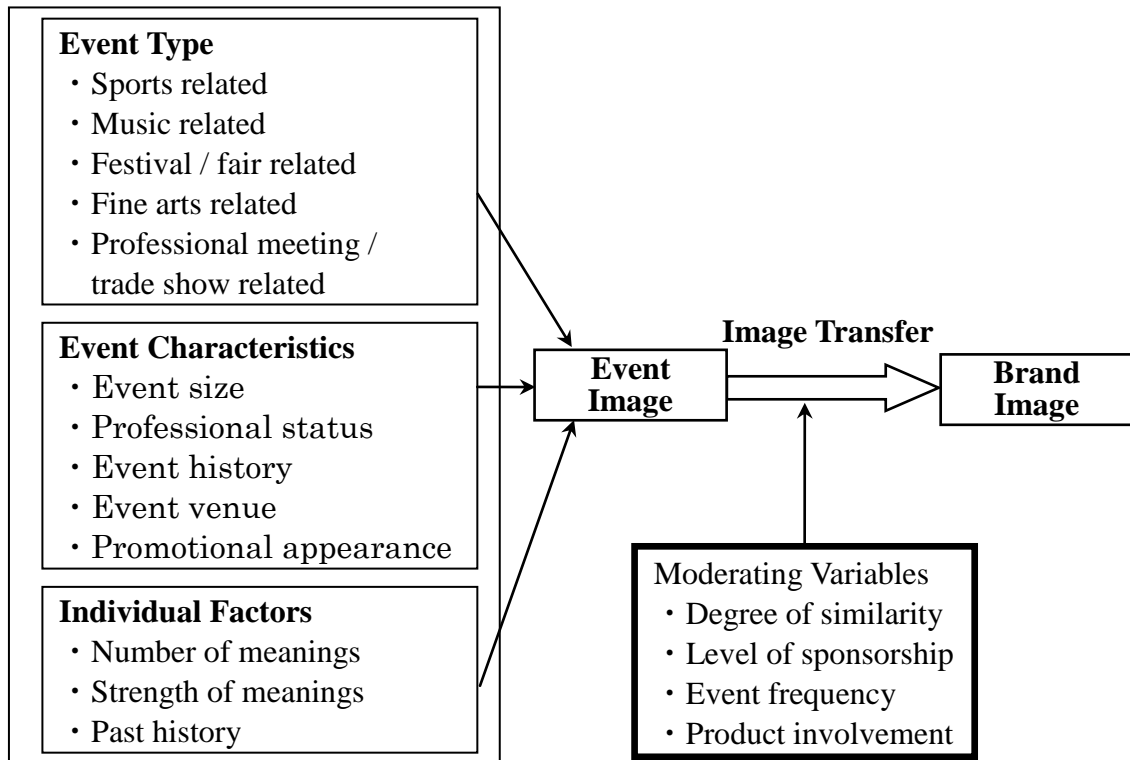 Event Type
・Sports related
・Music related
・Festival / fair related
・Fine arts related
・Professional meeting /
trade show related
Event Characteristics
・Event size
・Professional status
・Event history
・Event venue
・Promotional appearance
Individual Factors
・Number of meanings
・Strength of meanings
・Past history
Event
Image
Image Transfer
Brand
Image
Moderating Variables
・Degree of similarity
・Level of sponsorship
・Event frequency
・Product involvement